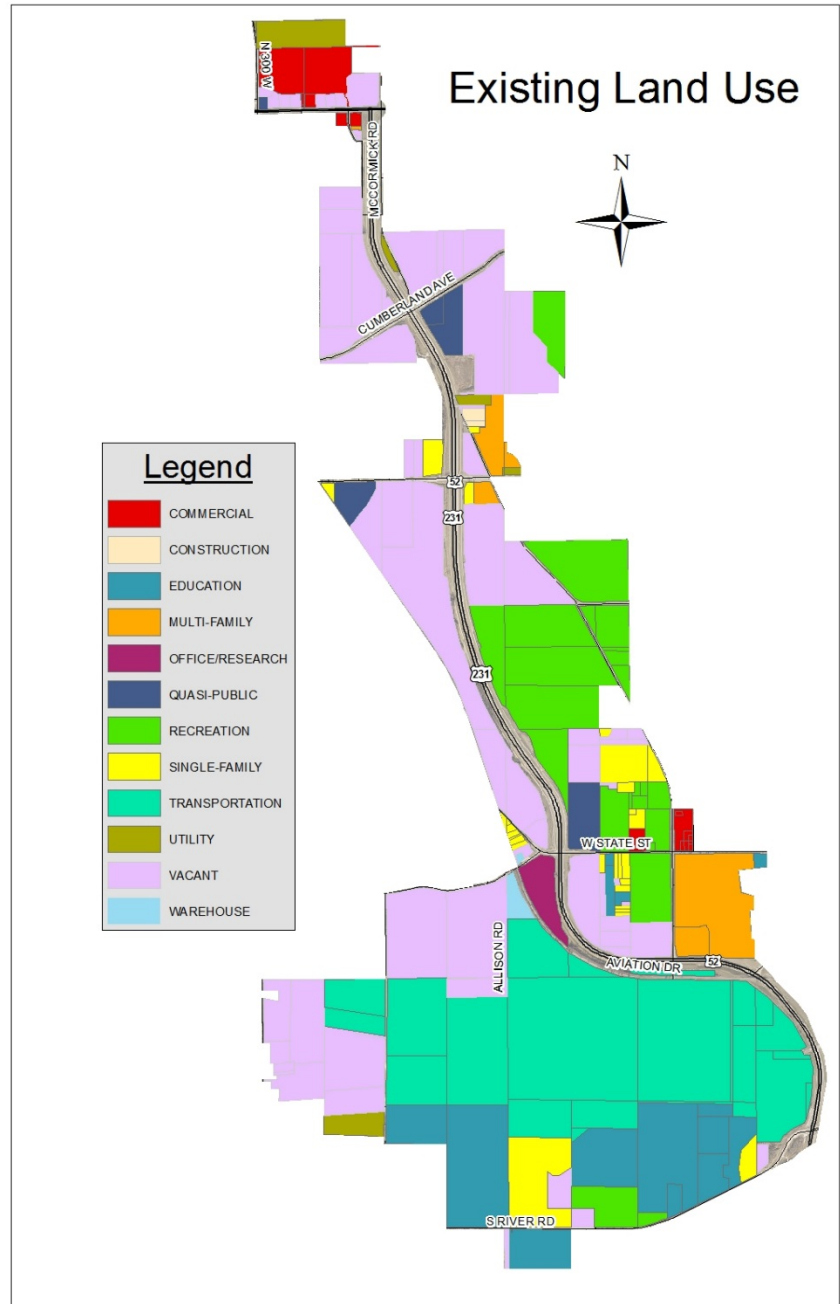 Existing Land Use
N
N 300 W
MCCORMICK RD
CUMBERLAND AVE
52
231
231
W STATE ST
ALLISON RD
AVIATION DR
52
S RIVER RD
Legend
COMMERCIAL
CONSTRUCTION
EDUCATION
MULTI-FAMILY
OFFICE/RESEARCH
QUASI-PUBLIC
RECREATION
SINGLE-FAMILY
TRANSPORTATION
UTILITY
VACANT
WAREHOUSE